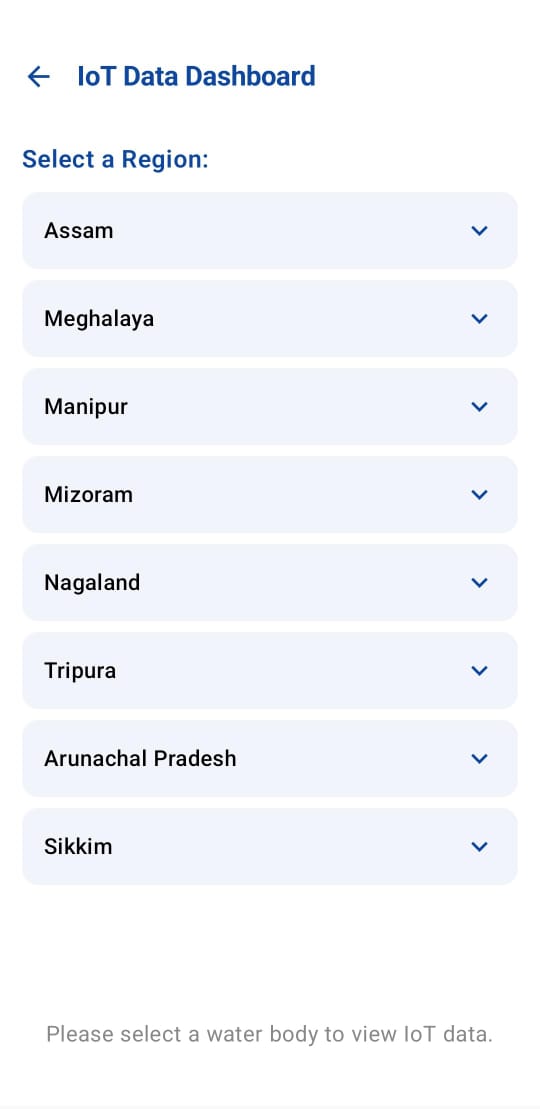 IoT Data Dashboard
Select a Region:
Assam
Meghalaya
Manipur
Mizoram
Nagaland
Tripura
Arunachal Pradesh
Sikkim
Please select a water body to view IoT data.